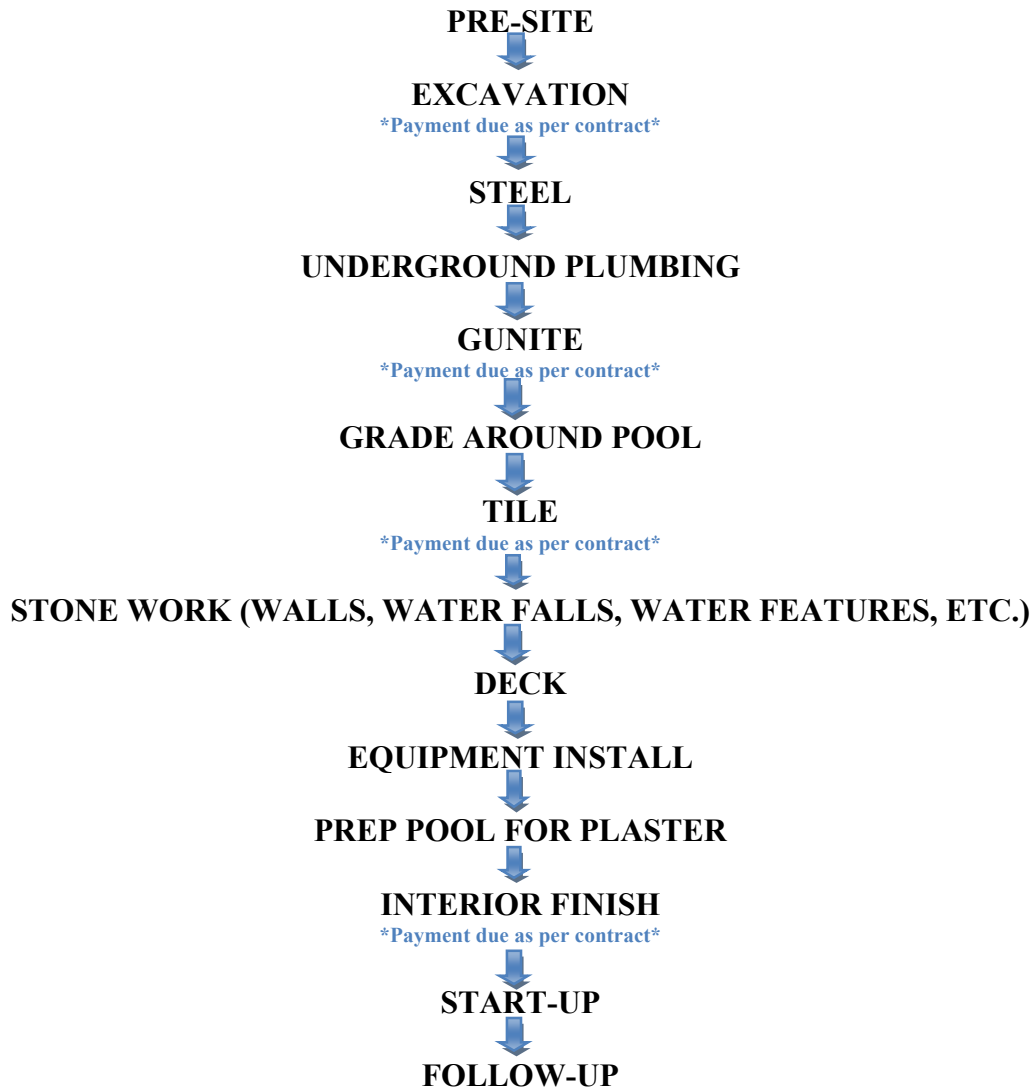 PRE-SITE
EXCAVATION
*Payment due as per contract*
STEEL
UNDERGROUND PLUMBING
GUNITE
*Payment due as per contract*
GRADE AROUND POOL
TILE
*Payment due as per contract*
STONE WORK (WALLS, WATER FALLS, WATER FEATURES, ETC.)
DECK
EQUIPMENT INSTALL
PREP POOL FOR PLASTER
INTERIOR FINISH
*Payment due as per contract*
START-UP
FOLLOW-UP